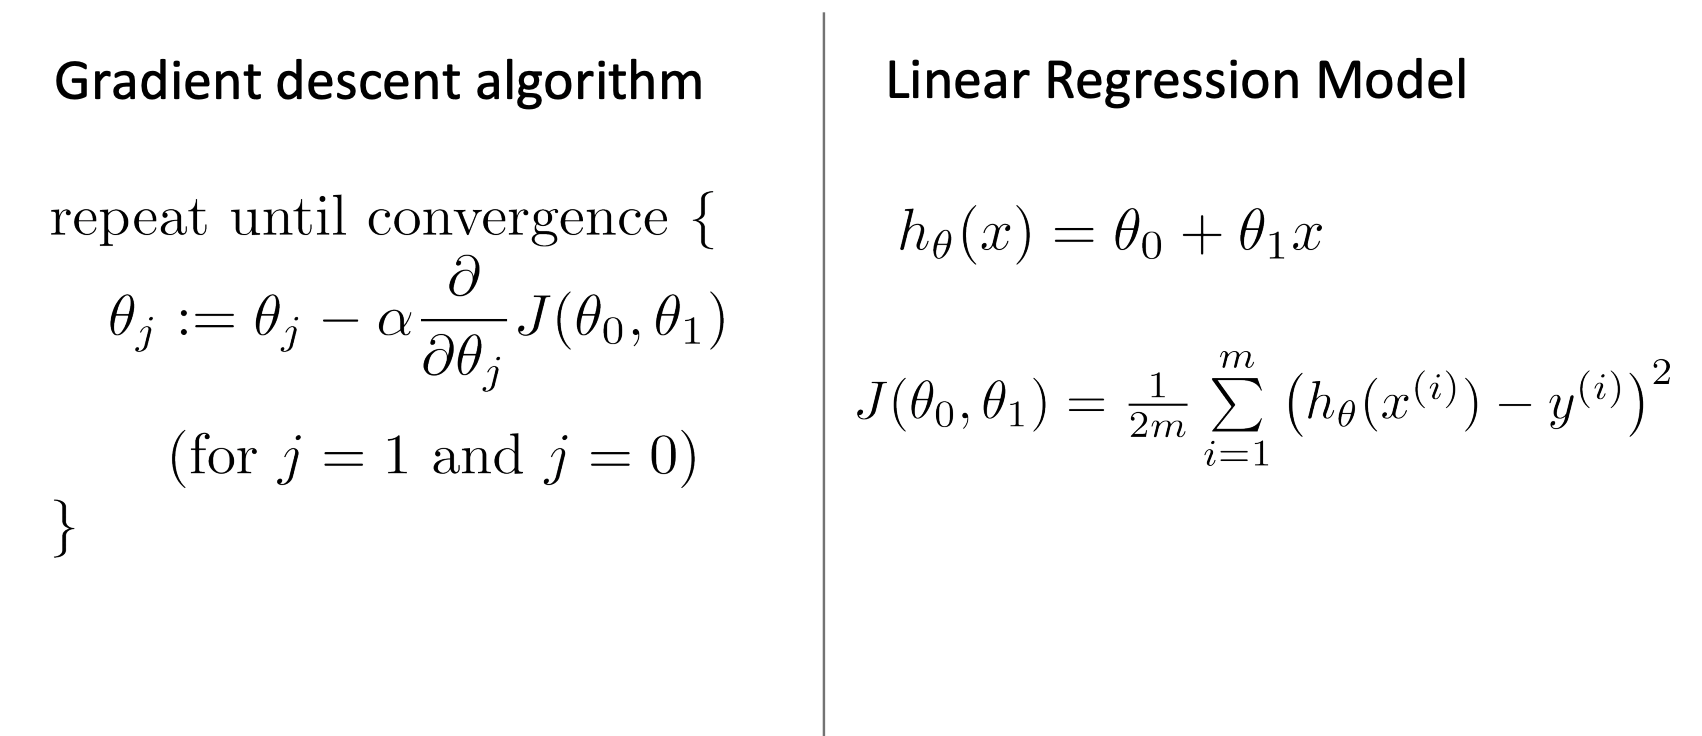 Gradient descent algorithm
repeat until convergence {
θ_j := θ_j − α ∂/∂θ_j J(θ_0, θ_1)
(for j = 1 and j = 0)
}
Linear Regression Model
h_θ(x) = θ_0 + θ_1x
J(θ_0, θ_1) = 1/2m ∑_{i=1}^{m} (h_θ(x^{(i)}) − y^{(i)})^2